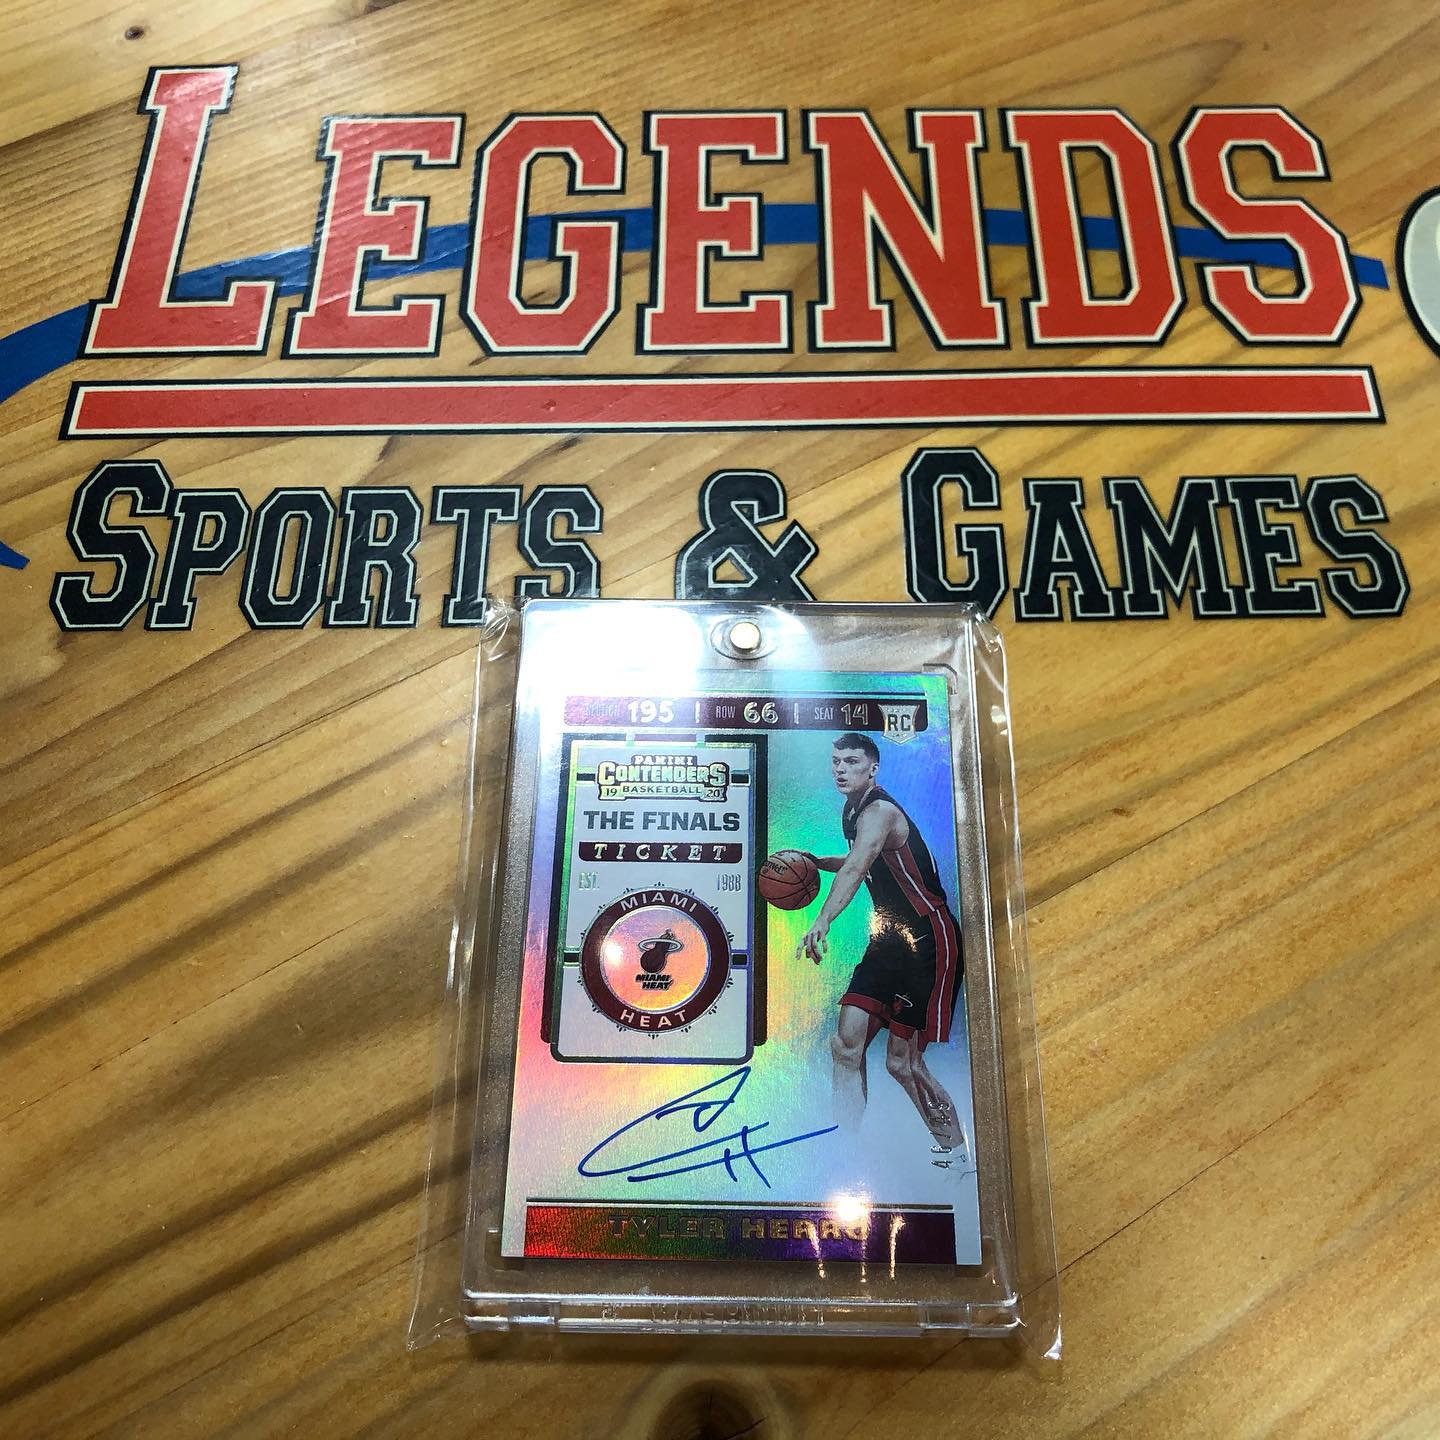 LEGENDS
SPORTS & GAMES
SECTION 195 | ROW 66 | SEAT 14 RC
PANINI
CONTENDERS
19 BASKETBALL 20
THE FINALS
TICKET
EST. 1988
MIAMI
MIAMI
HEAT
HEAT
TYLER HERRO